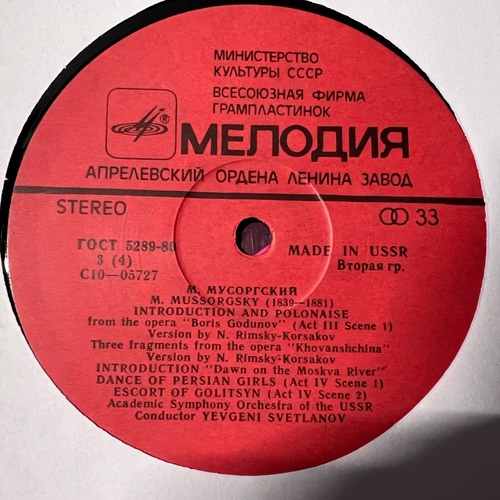 МИНИСТЕРСТВО
КУЛЬТУРЫ СССР
ВСЕСОЮЗНАЯ ФИРМА
ГРАМПЛАСТИНОК
МЕЛОДИЯ
АПРЕЛЕВСКИЙ ОРДЕНА ЛЕНИНА ЗАВОД
STEREO 33
ГОСТ 5289-80
3 (4)
С10—05727
MADE IN USSR
Вторая гр.
М. МУСОРГСКИЙ
M. MUSSORGSKY (1839—1881)
INTRODUCTION AND POLONAISE
from the opera "Boris Godunov" (Act III Scene 1)
Version by N. Rimsky-Korsakov
Three fragments from the opera "Khovanshchina"
Version by N. Rimsky-Korsakov
INTRODUCTION "Dawn on the Moskva River"
DANCE OF PERSIAN GIRLS (Act IV Scene 1)
ESCORT OF GOLITSYN (Act IV Scene 2)
Academic Symphony Orchestra of the USSR
Conductor YEVGENI SVETLANOV